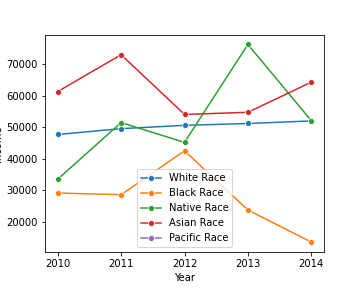 70000
60000
50000
40000
30000
20000
White Race
Black Race
Native Race
Asian Race
Pacific Race
2010 2011 2012 2013 2014
Year